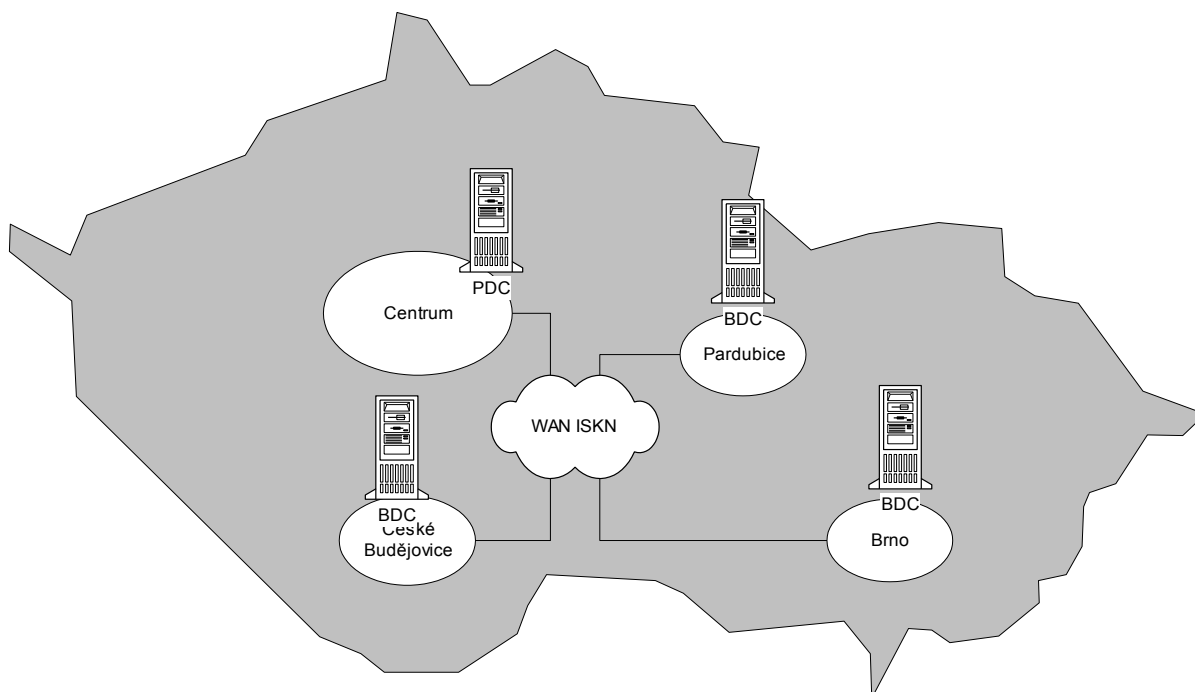 PDC
Centrum
BDC
Pardubice
WAN ISKN
BDC
České
Budějovice
BDC
Brno